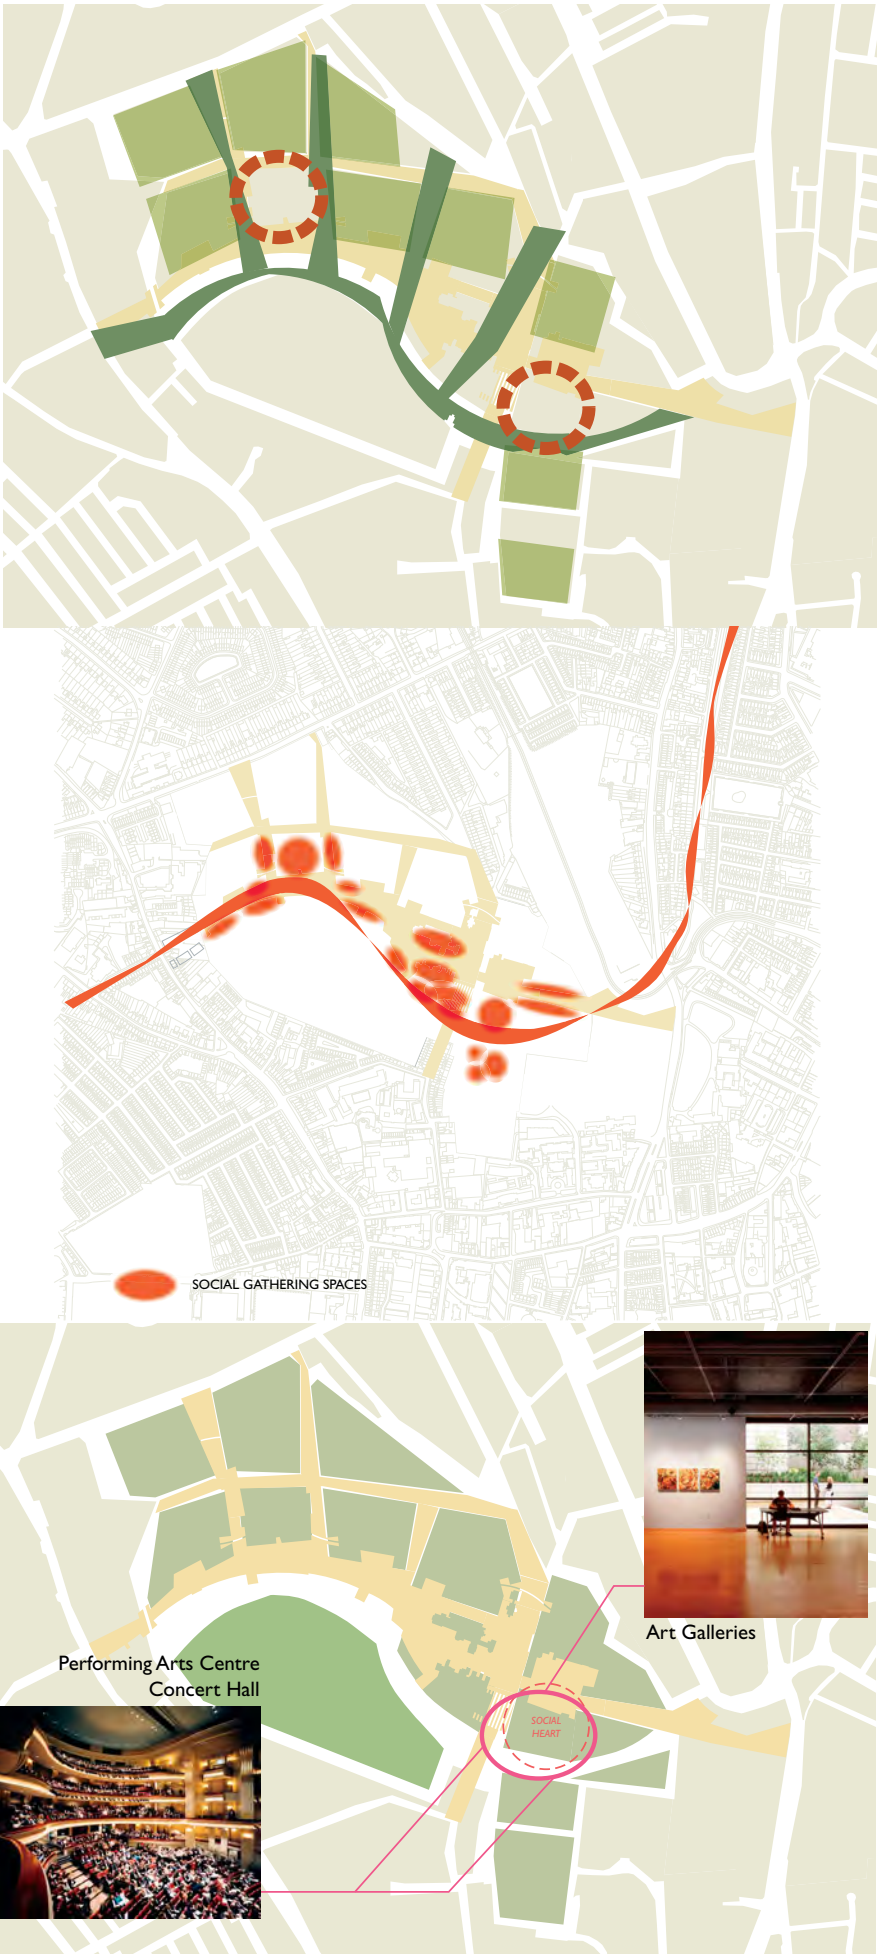 SOCIAL GATHERING SPACES
Art Galleries
Performing Arts Centre
Concert Hall
SOCIAL
HEART